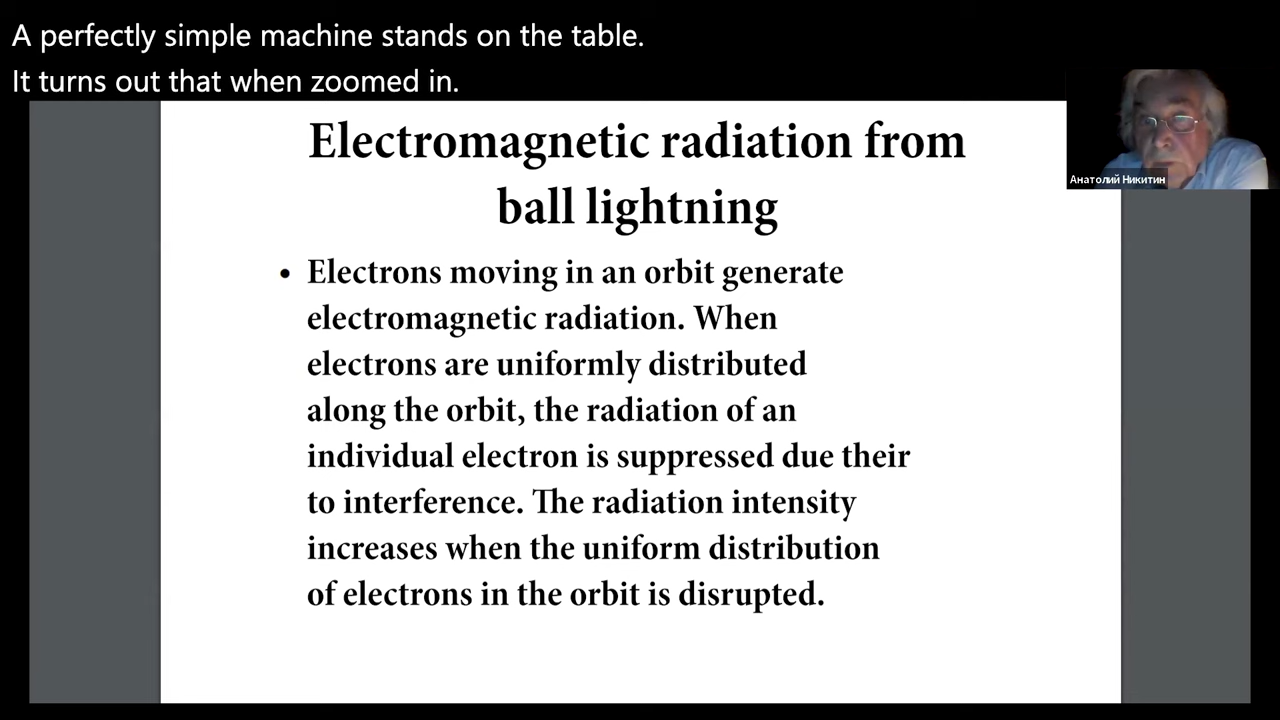 A perfectly simple machine stands on the table.
It turns out that when zoomed in.
Electromagnetic radiation from
ball lightning
Анатолий Никитин
• Electrons moving in an orbit generate
electromagnetic radiation. When
electrons are uniformly distributed
along the orbit, the radiation of an
individual electron is suppressed due their
to interference. The radiation intensity
increases when the uniform distribution
of electrons in the orbit is disrupted.